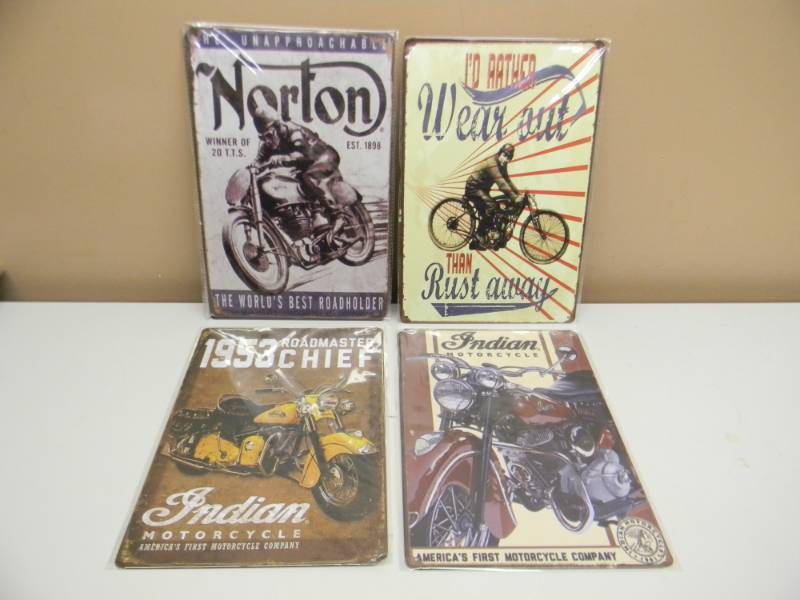 THE UNAPPROACHABLE
Norton
WINNER OF
20 T.T.S.
EST. 1898
THE WORLD'S BEST ROADHOLDER
I'D RATHER
Wear out
THAN
Rust away
1953 ROADMASTER
CHIEF
Indian
MOTORCYCLE
AMERICA'S FIRST MOTORCYCLE COMPANY
Indian
MOTORCYCLE
AMERICA'S FIRST MOTORCYCLE COMPANY